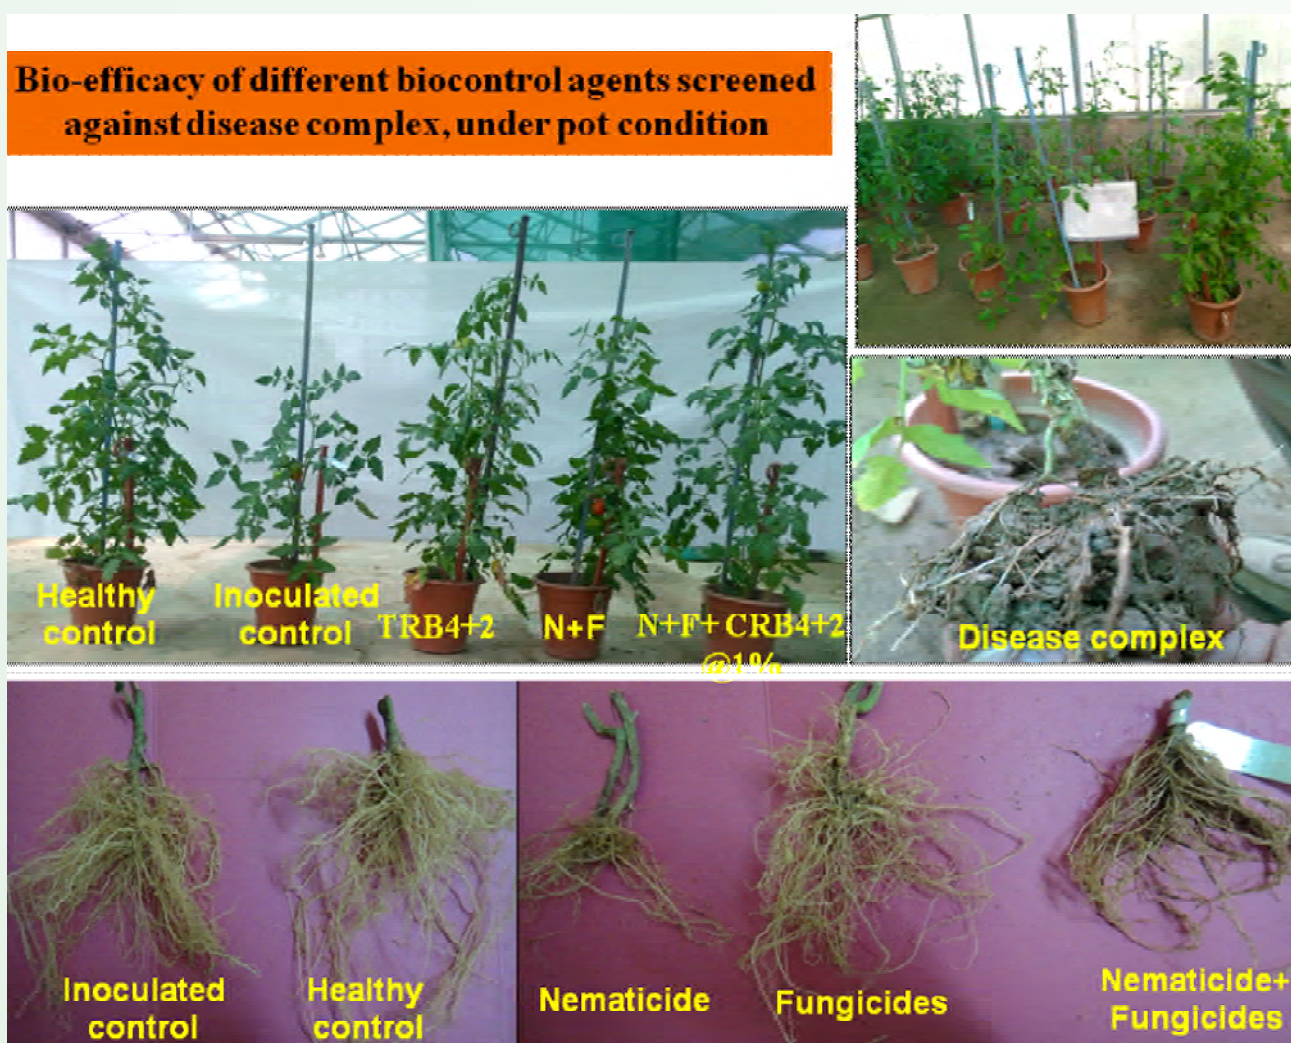 Bio-efficacy of different biocontrol agents screened
against disease complex, under pot condition
Healthy
control
Inoculated
control
TRB4+2
N+F
N+F+ CRB4+2
@1%
Disease complex
Inoculated
control
Healthy
control
Nematicide
Fungicides
Nematicide+
Fungicides